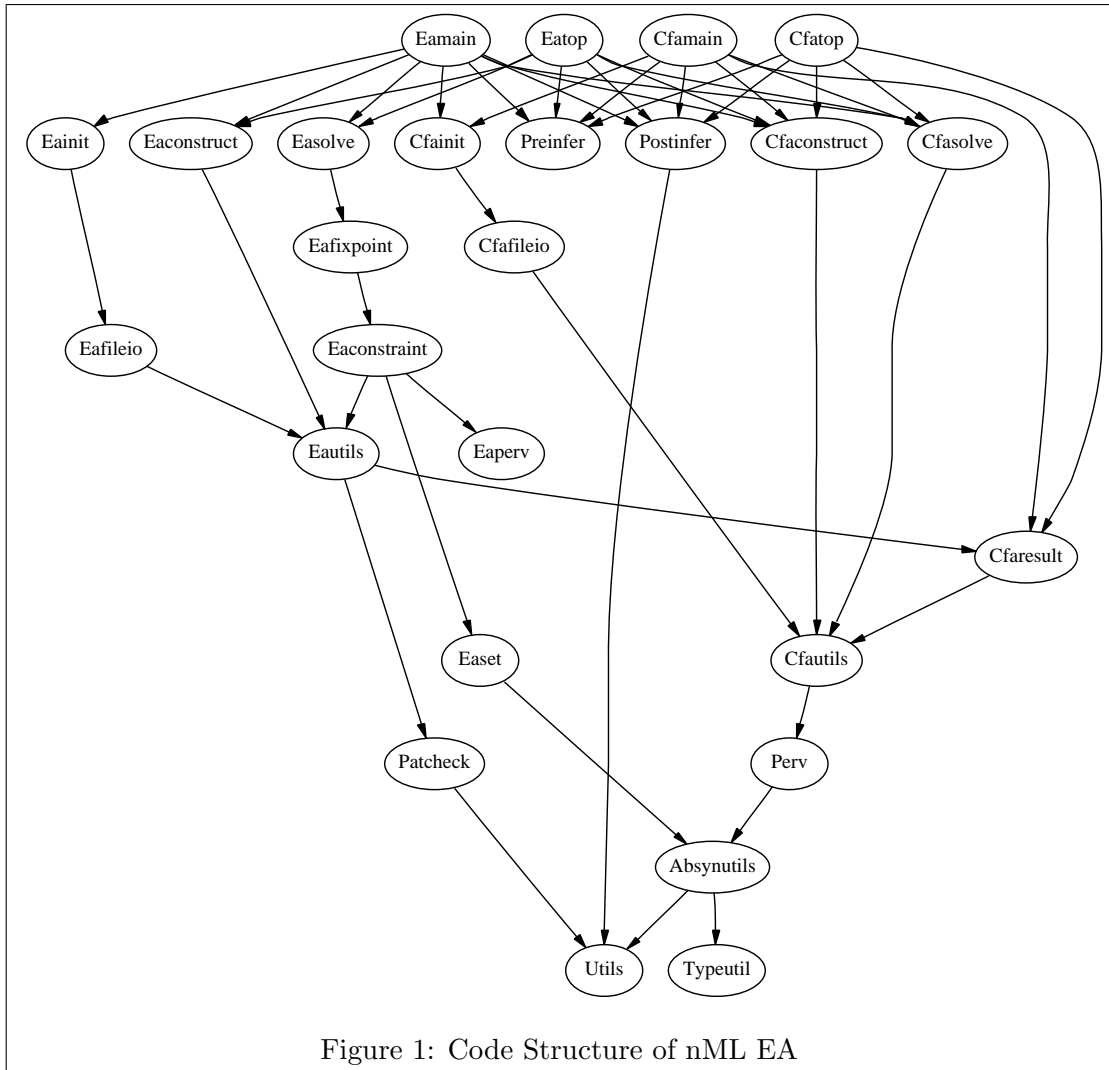 Eamain Eatop Cfamain Cfatop
Eainit Eaconstruct Easolve Cfainit Preinfer Postinfer Cfaconstruct Cfasolve
Eafixpoint Cfafileio
Eafileio Eaconstraint
Eautils Eaperv
Cfaresult
Easet Cfautils
Patcheck Perv
Absynutils
Utils Typeutil
Figure 1: Code Structure of nML EA